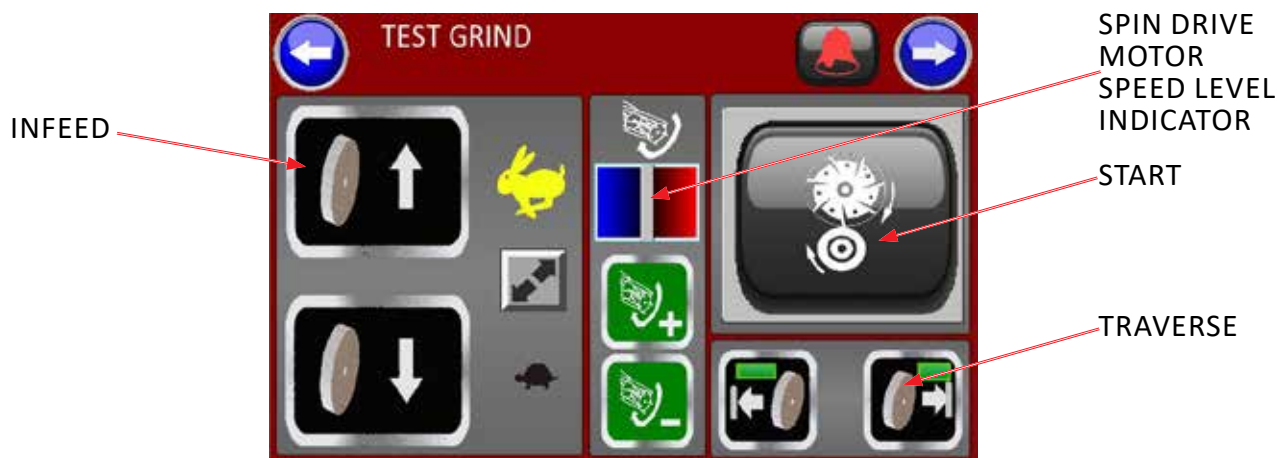 TEST GRIND
INFEED
SPIN DRIVE
MOTOR
SPEED LEVEL
INDICATOR
START
TRAVERSE
+
-